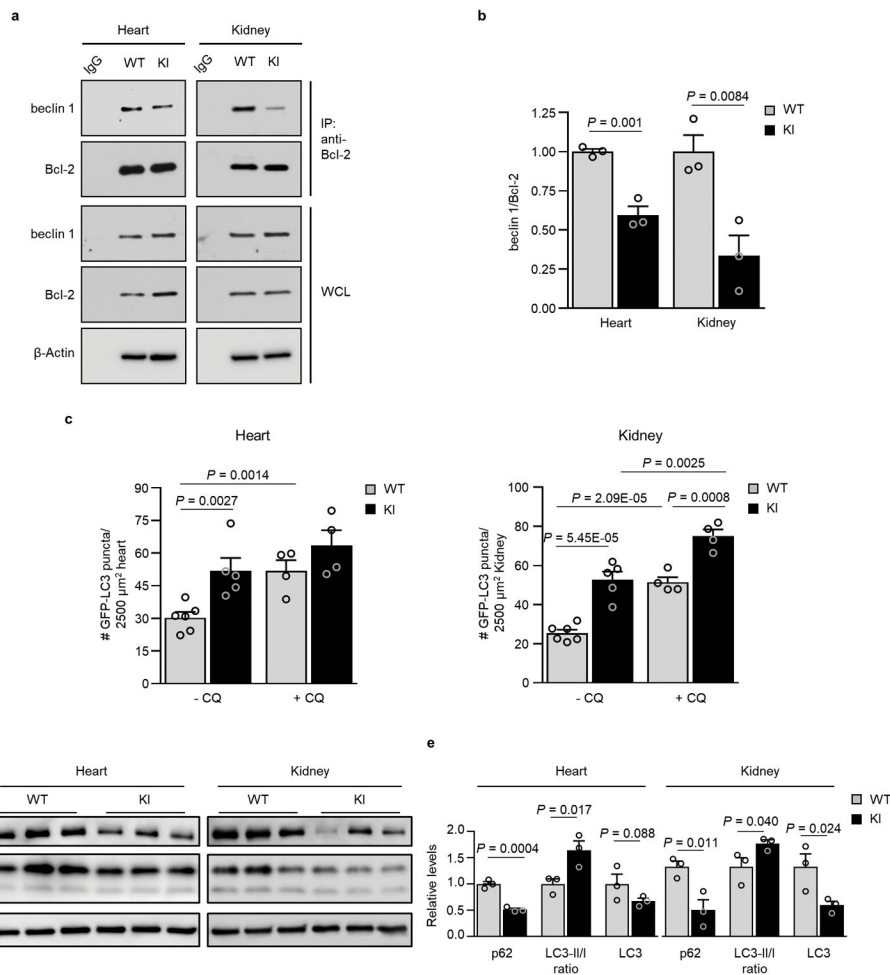 a
Heart
Kidney
IgG
WT
KI
IgG
WT
KI
beclin 1
Bcl-2
IP:
anti-
Bcl-2
beclin 1
Bcl-2
β-Actin
WCL
b
P = 0.001
P = 0.0084
WT
KI
beclin 1/Bcl-2
1.25
1.00
0.75
0.50
0.25
0.00
Heart
Kidney
c
Heart
P = 0.0014
P = 0.0027
WT
KI
# GFP-LC3 puncta/
2500 μm² heart
90
75
60
45
30
15
0
- CQ
+ CQ
Kidney
P = 0.0025
P = 2.09E-05
P = 0.0008
P = 5.45E-05
WT
KI
# GFP-LC3 puncta/
2500 μm² Kidney
100
80
60
40
20
0
- CQ
+ CQ
Heart
Kidney
WT
KI
WT
KI
e
Heart
Kidney
WT
KI
P = 0.0004
P = 0.017
P = 0.088
P = 0.011
P = 0.040
P = 0.024
Relative levels
2.0
1.5
1.0
0.5
0.0
p62
LC3-II/I
ratio
LC3
p62
LC3-II/I
ratio
LC3